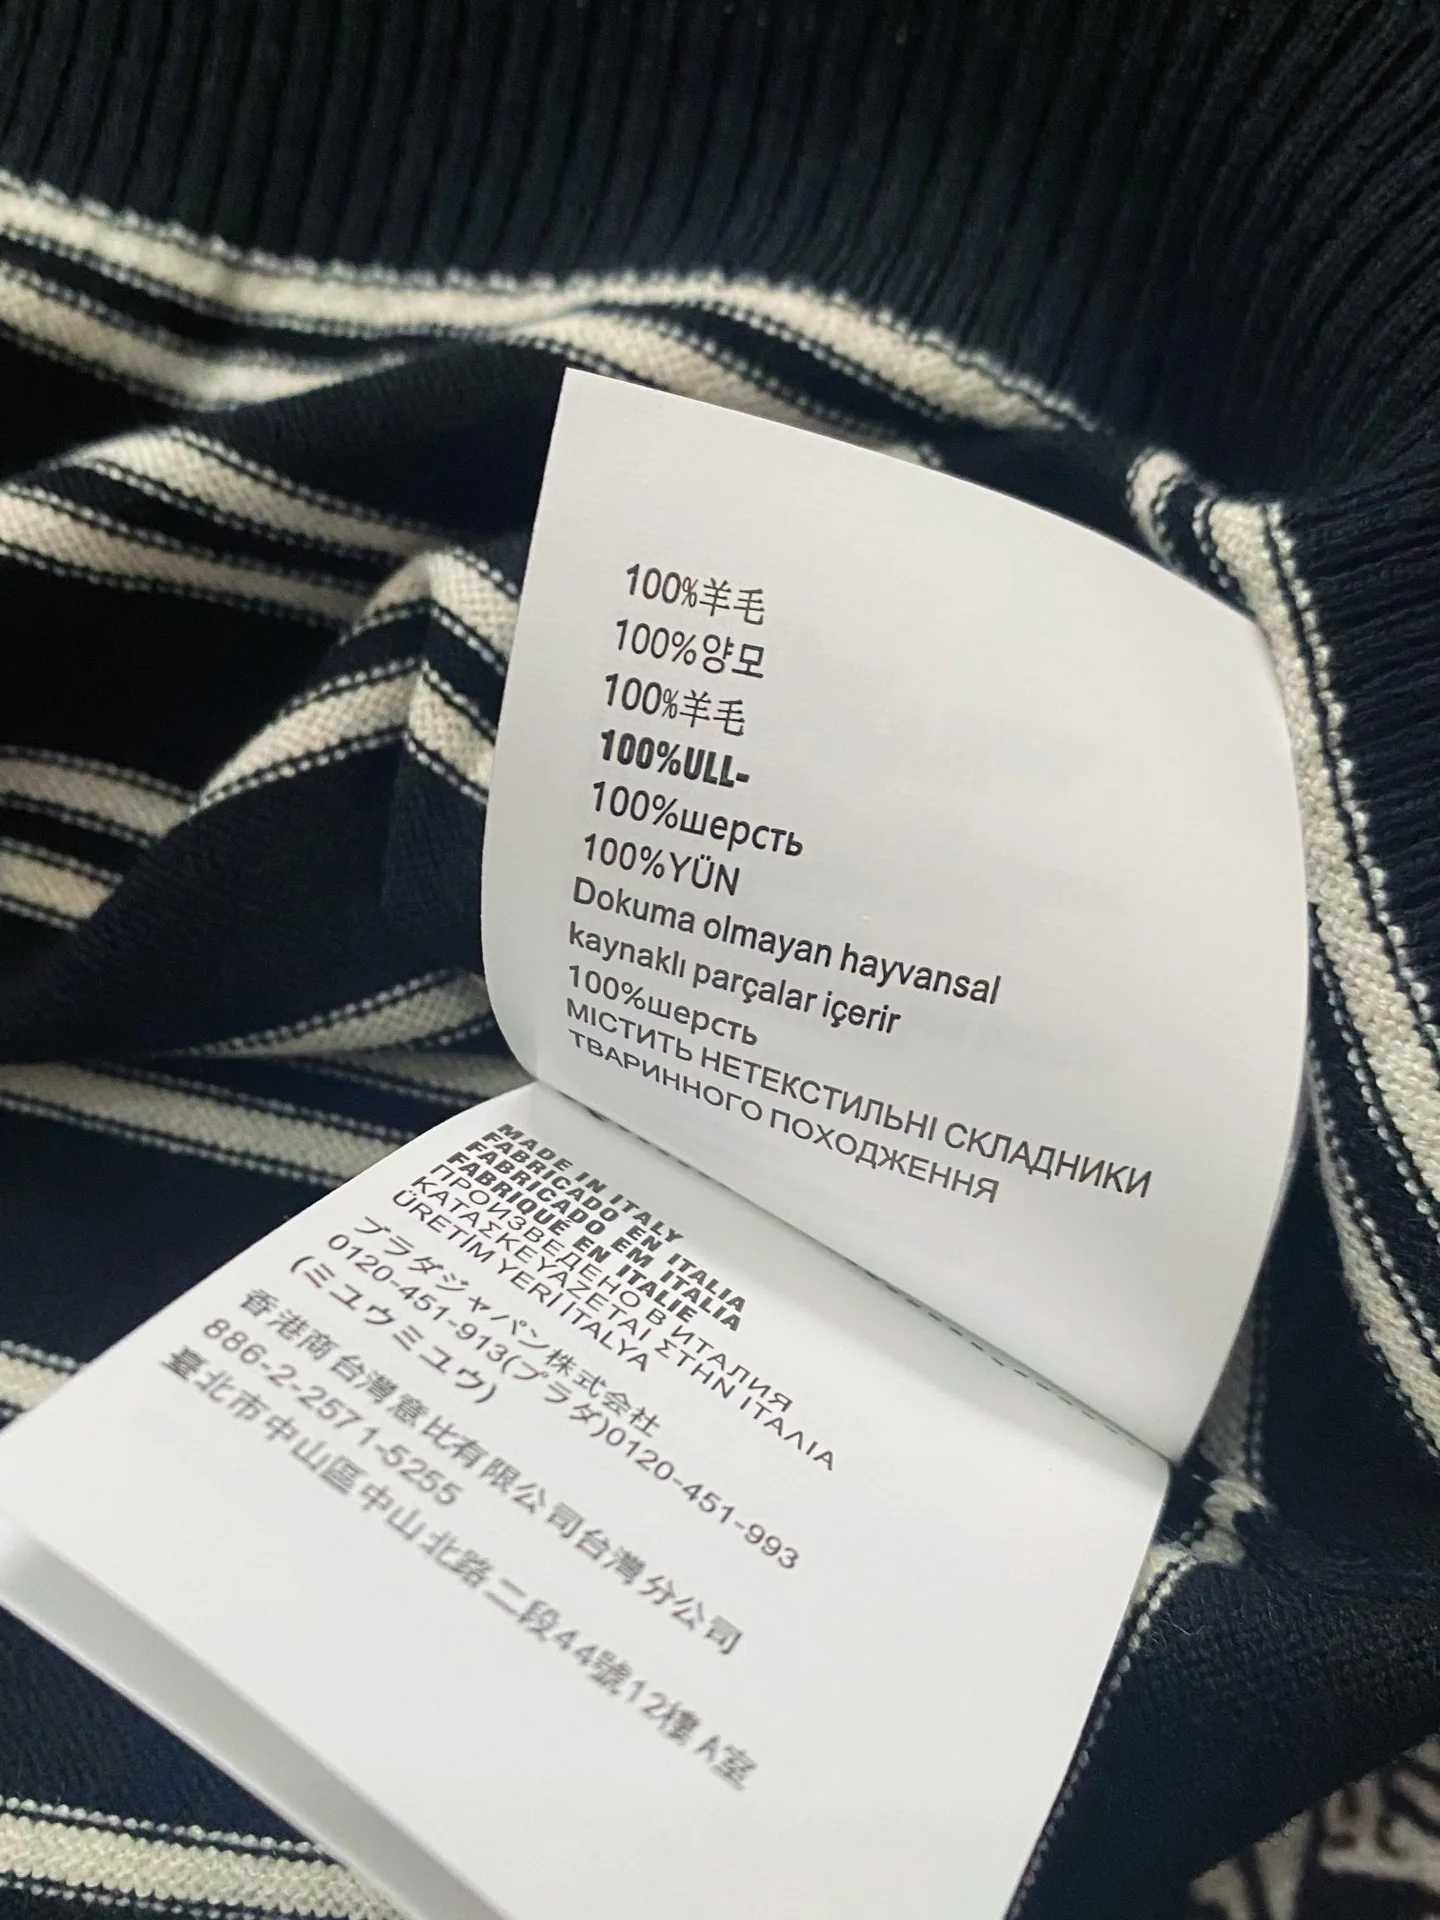 100%羊毛
100%양모
100%羊毛
100%ULL-
100%шерсть
100%YÜN
Dokuma olmayan hayvansal
kaynaklı parçalar içerir
100%шерсть
МІСТИТЬ НЕТЕКСТИЛЬНІ СКЛАДНИКИ
ТВАРИННОГО ПОХОДЖЕННЯ
MADE IN ITALY
FABRICADO EN ITALIA
FABRICADO EM ITALIA
FABRIQUÉ EN ITALIE
ПРОИЗВЕДЕНО В ИТАЛИЯ
ΚΑΤΑΣΚΕΥΑΖΕΤΑΙ ΣΤΗΝ ΙΤΑΛΙΑ
ÜRETIM YERI ITALYA
プラダジャパン株式会社
0120-451-913(プラダ)0120-451-993
(ミュウミュウ)
香港商台灣意比有限公司台灣分公司
886-2-2571-5255
臺北市中山區中山北路二段44號12樓A室